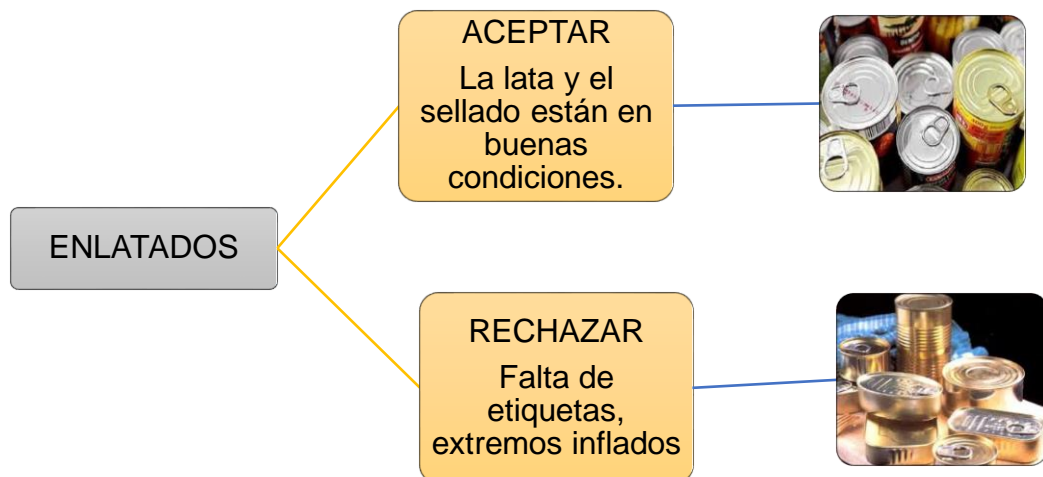 ACEPTAR
La lata y el
sellado están en
buenas
condiciones.
ENLATADOS
RECHAZAR
Falta de
etiquetas,
extremos inflados